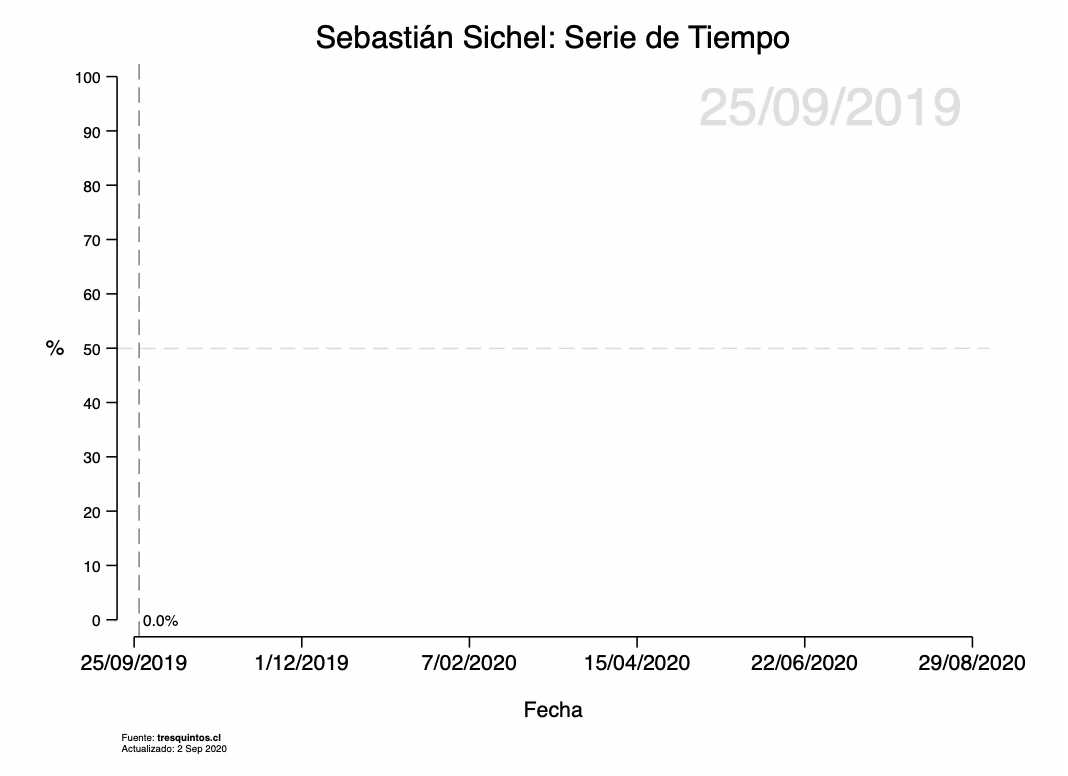 Sebastián Sichel: Serie de Tiempo
25/09/2019
100
90
80
70
60
% 50
40
30
20
10
0 0.0%
25/09/2019 1/12/2019 7/02/2020 15/04/2020 22/06/2020 29/08/2020
Fecha
Fuente: tresquintos.cl
Actualizado: 2 Sep 2020